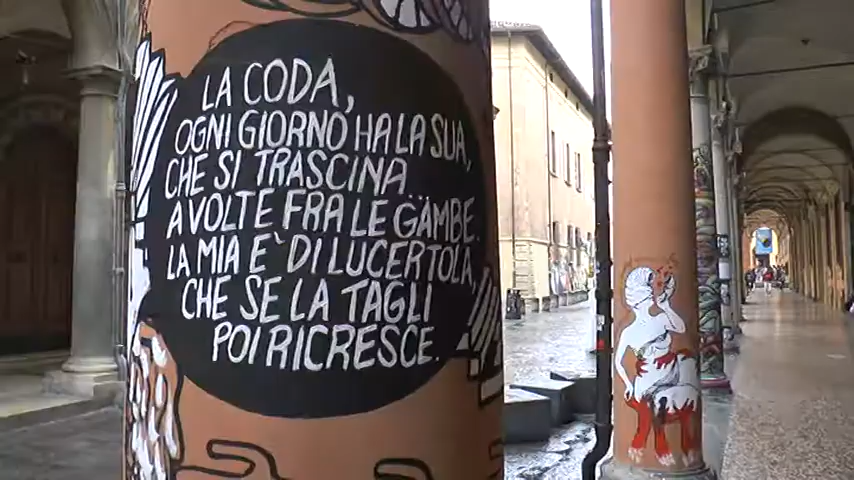 LA CODA,
OGNI GIORNO HA LA SUA,
CHE SI TRASCINA...
A VOLTE FRA LE GAMBE.
LA MIA E` DI LUCERTOLA,
CHE SE LA TAGLI
POI RICRESCE.